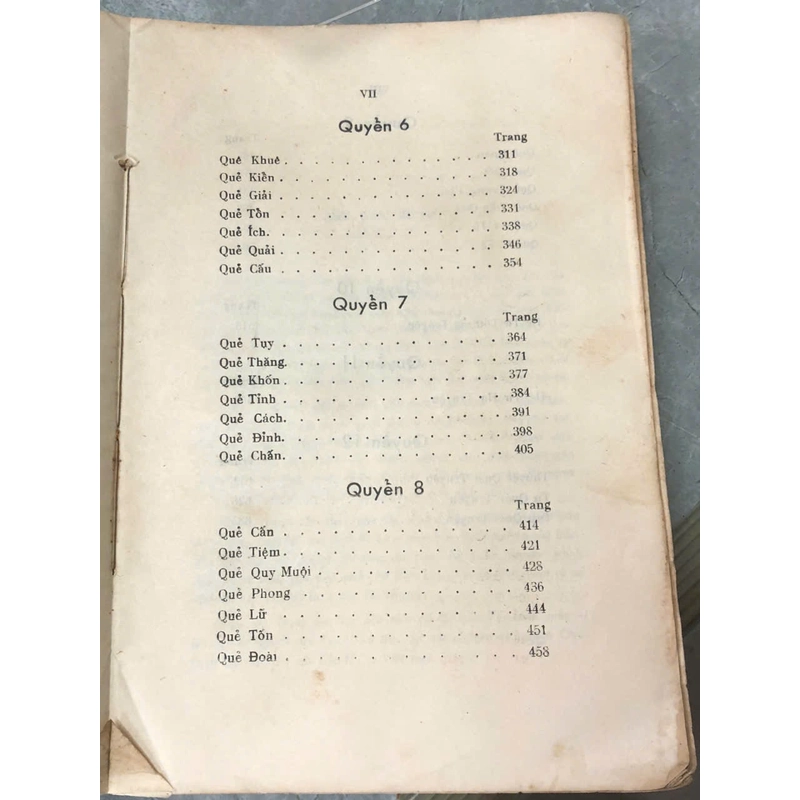 VII
Quyển 6
Trang
Quẻ Khuê . . . . . . . . . . . . . . 311
Quẻ Kiền . . . . . . . . . . . . . . 318
Quẻ Giải . . . . . . . . . . . . . . 324
Quẻ Tồn . . . . . . . . . . . . . . 331
Quẻ Ích. . . . . . . . . . . . . . . 338
Quẻ Quải . . . . . . . . . . . . . . 346
Quẻ Cấu . . . . . . . . . . . . . . 354
Quyển 7
Trang
Quẻ Tụy . . . . . . . . . . . . . . 364
Quẻ Thăng. . . . . . . . . . . . . . 371
Quẻ Khốn . . . . . . . . . . . . . . 377
Quẻ Tỉnh . . . . . . . . . . . . . . 384
Quẻ Cách. . . . . . . . . . . . . . 391
Quẻ Đỉnh. . . . . . . . . . . . . . 398
Quẻ Chấn. . . . . . . . . . . . . . 405
Quyển 8
Trang
Quẻ Cấn . . . . . . . . . . . . . . 414
Quẻ Tiệm. . . . . . . . . . . . . . 421
Quẻ Quy Muội . . . . . . . . . . . . 428
Quẻ Phong . . . . . . . . . . . . . 436
Quẻ Lữ . . . . . . . . . . . . . . 444
Quẻ Tốn . . . . . . . . . . . . . . 451
Quẻ Đoài . . . . . . . . . . . . . . 458